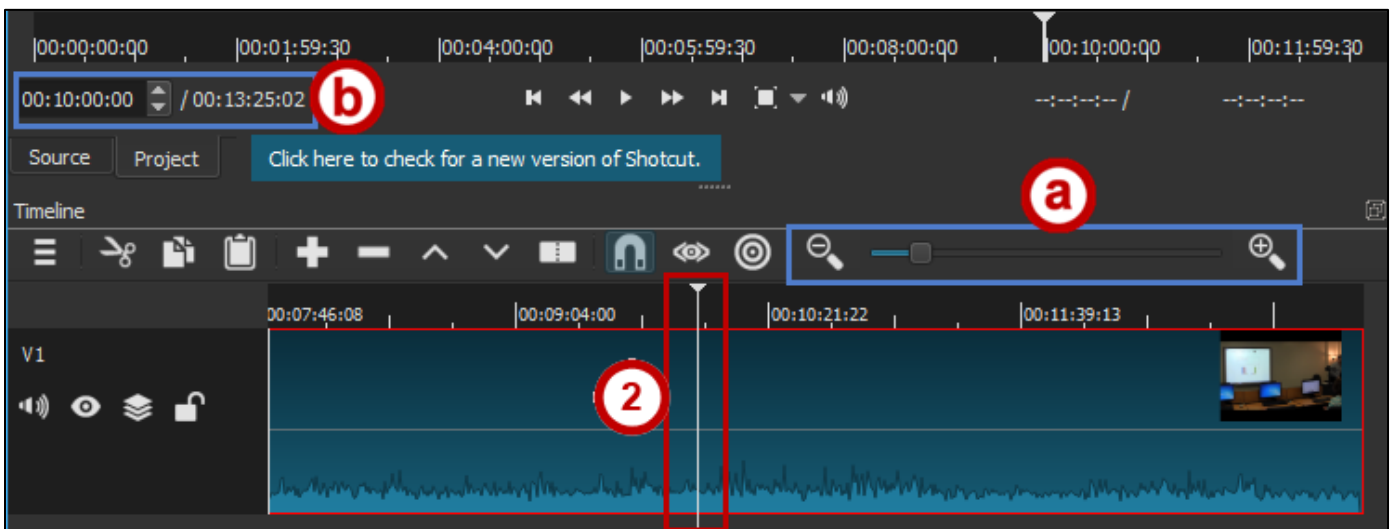 00:00:00:00 00:01:59:30 00:04:00:00 00:05:59:30 00:08:00:00 00:10:00:00 00:11:59:30
00:10:00:00 / 00:13:25:02 b --:--:--:-- / --:--:--:--
Source Project Click here to check for a new version of Shotcut.
a
Timeline
00:07:46:08 00:09:04:00 00:10:21:22 00:11:39:13
V1
2